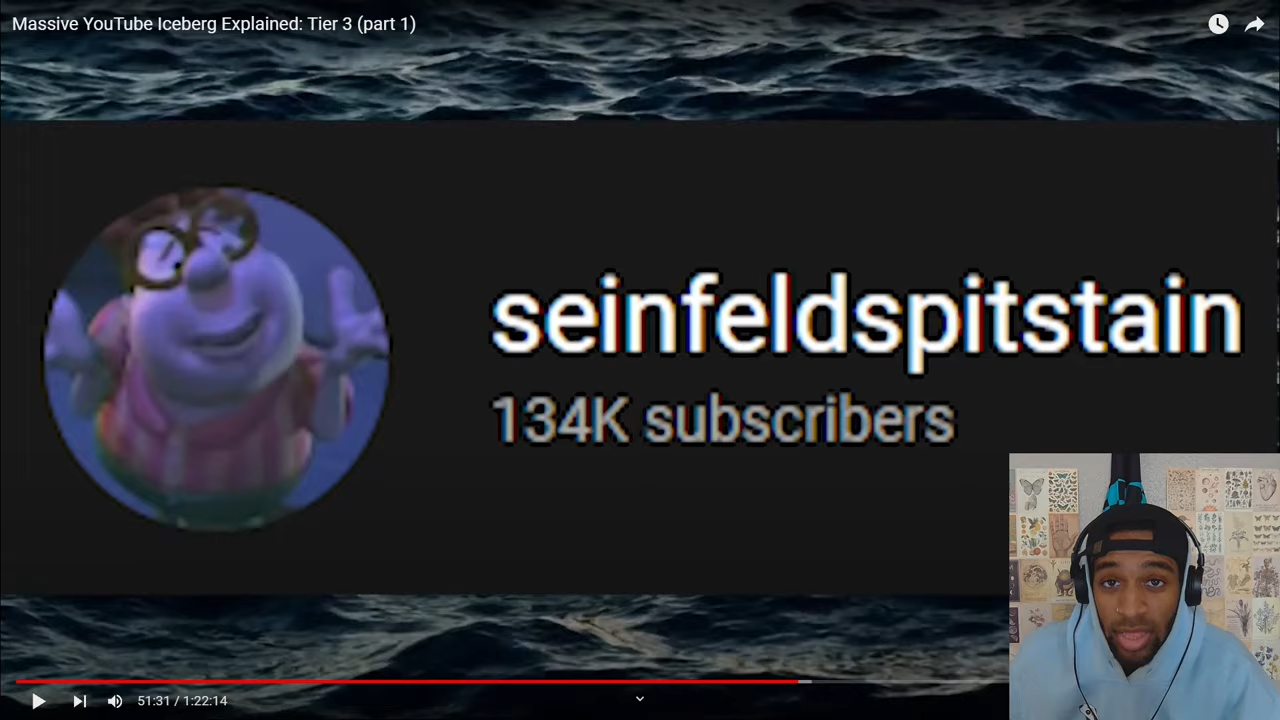 Massive YouTube Iceberg Explained: Tier 3 (part 1)
seinfeldspitstain
134K subscribers
51:31 / 1:22:14